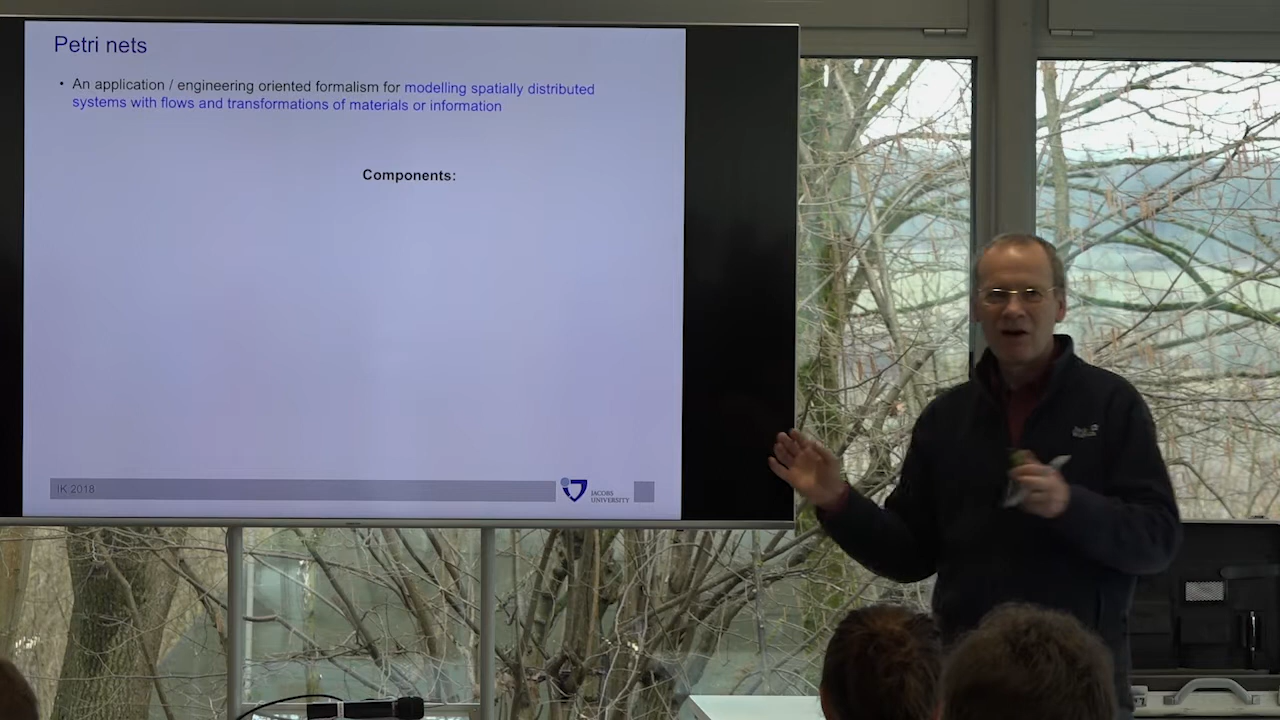 Petri nets
• An application / engineering oriented formalism for modelling spatially distributed
systems with flows and transformations of materials or information
Components:
IK 2018
JACOBS
UNIVERSITY